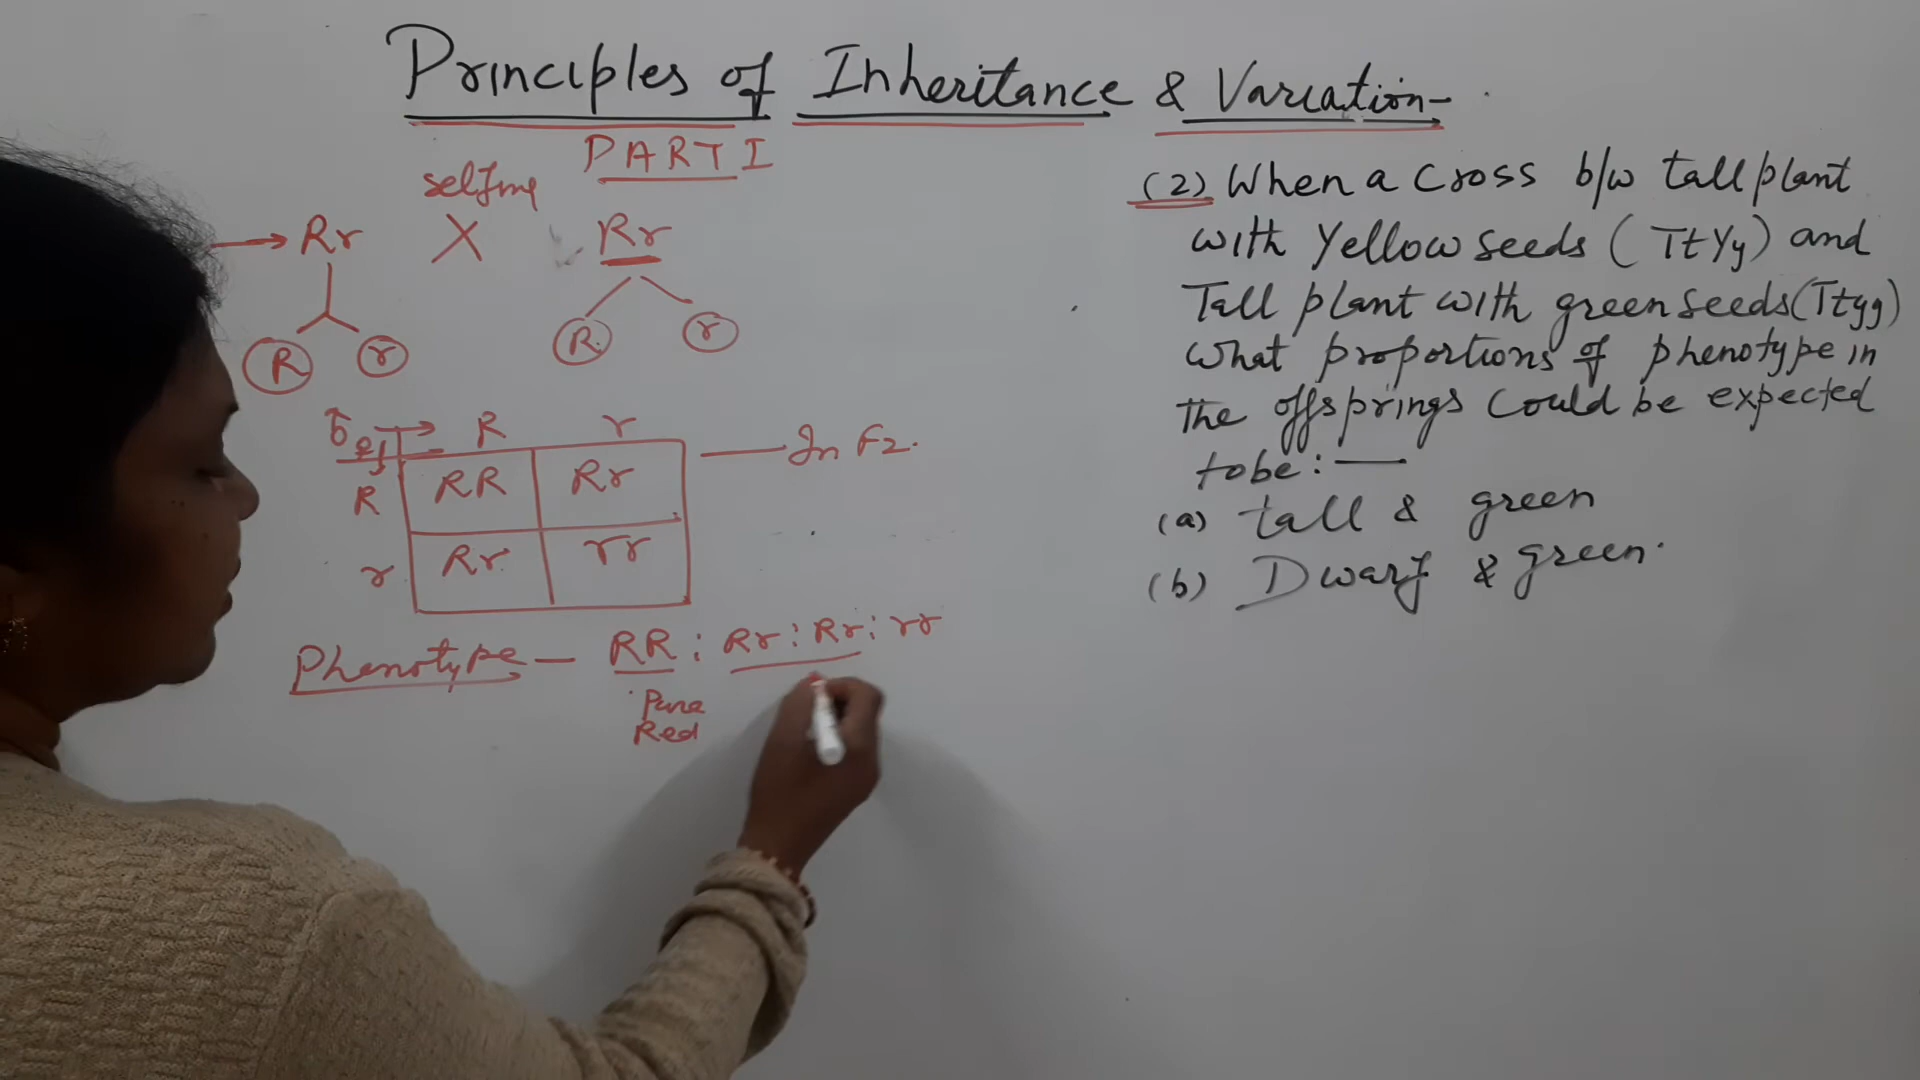 Principles of Inheritance & Variation-
PART I
selfing
Rr X Rr
R r R r
R r
R RR Rr — In F2.
r Rr rr
Phenotype — RR : Rr : Rr : rr
Pure
Red
(2) When a cross b/w tall plant
with Yellow seeds (TtYy) and
Tall plant with green seeds (Ttyy)
What proportions of phenotype in
the offsprings could be expected
to be : —
(a) tall & green
(b) Dwarf & green.